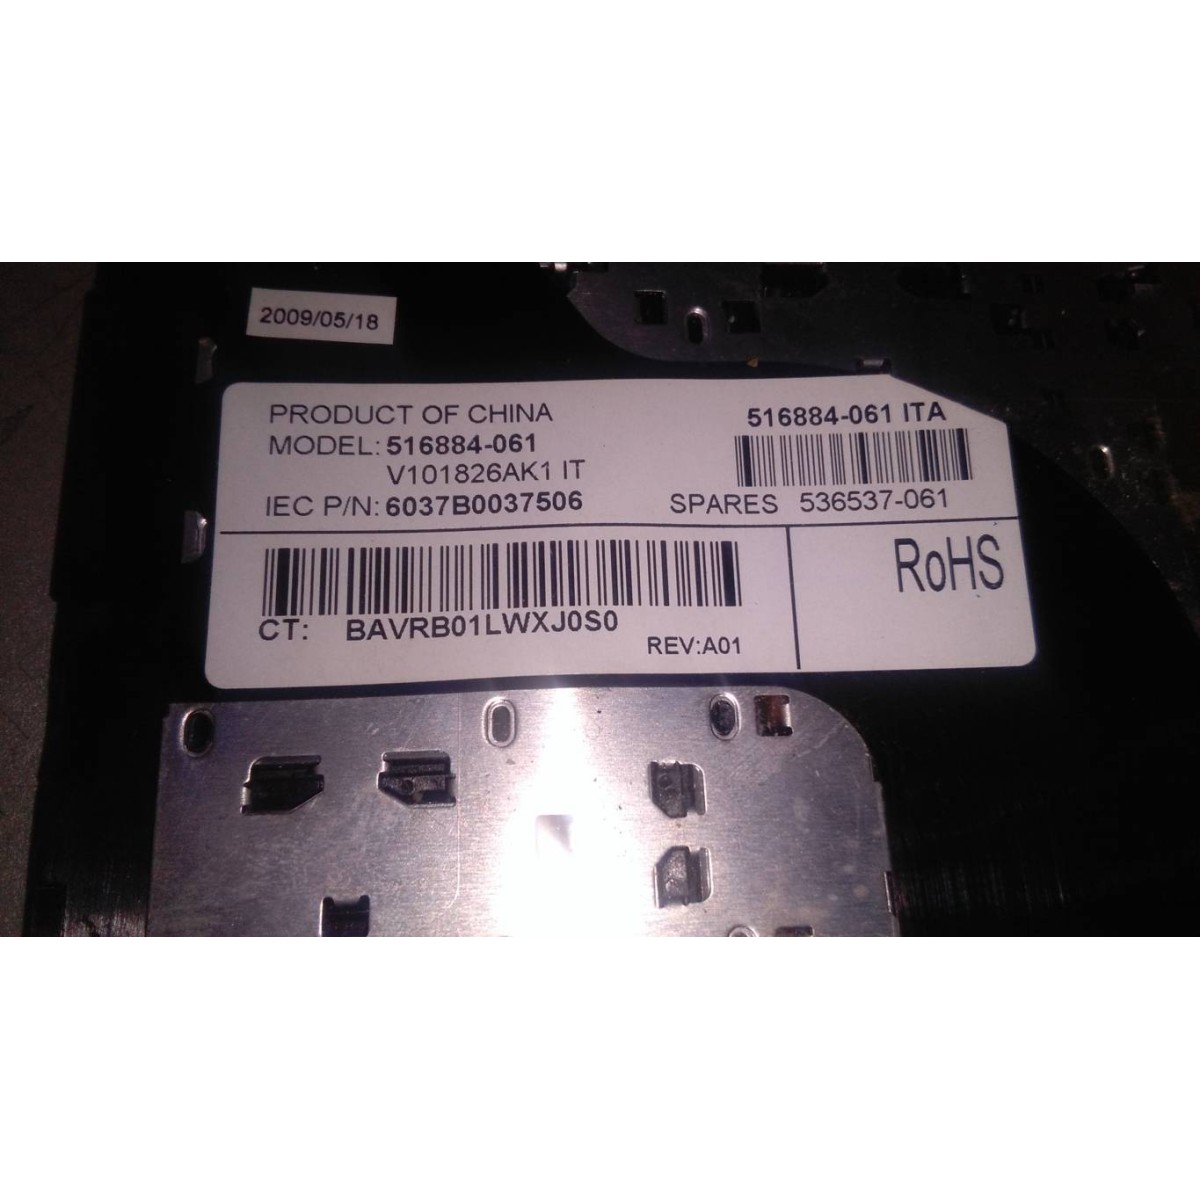 2009/05/18
PRODUCT OF CHINA
MODEL: 516884-061
V101826AK1 IT
IEC P/N: 6037B0037506
516884-061 ITA
SPARES 536537-061
CT: BAVRB01LWXJ0S0
REV:A01
RoHS